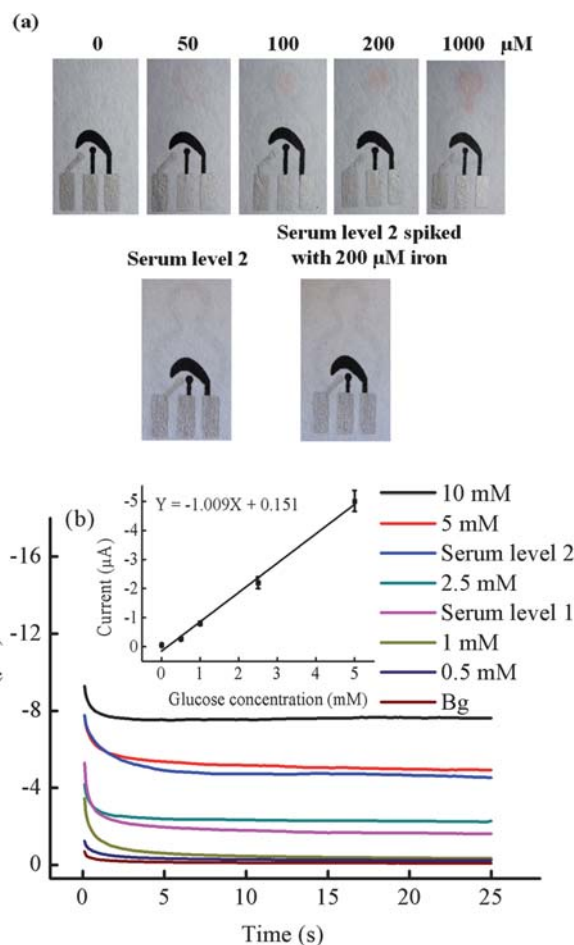 (a)
0 50 100 200 1000 μM
Serum level 2
Serum level 2 spiked
with 200 μM iron
(b)
Y = -1.009X + 0.151
-5
-4
-3
-2
-1
0
Current (μA)
0 1 2 3 4 5
Glucose concentration (mM)
10 mM
5 mM
Serum level 2
2.5 mM
Serum level 1
1 mM
0.5 mM
Bg
-16
-12
-8
-4
0
0 5 10 15 20 25
Time (s)